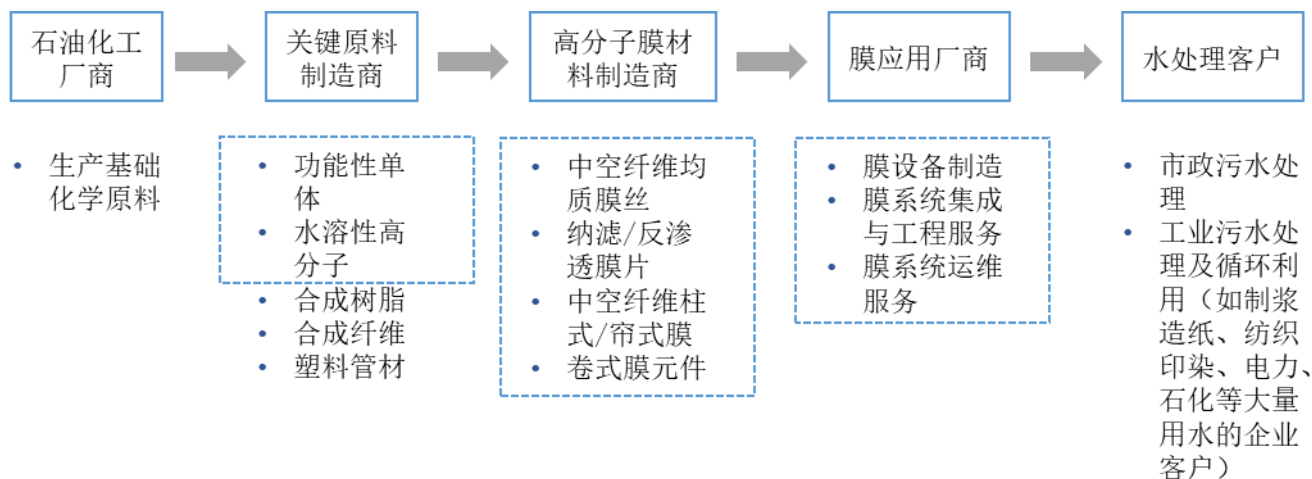 石油化工
厂商
关键原料
制造商
高分子膜材
料制造商
膜应用厂商
水处理客户
• 生产基础
化学原料
• 功能性单
体
• 水溶性高
分子
• 合成树脂
• 合成纤维
• 塑料管材
• 中空纤维均
质膜丝
• 纳滤/反渗
透膜片
• 中空纤维柱
式/帘式膜
• 卷式膜元件
• 膜设备制造
• 膜系统集成
与工程服务
• 膜系统运维
服务
• 市政污水处
理
• 工业污水处
理及循环利
用（如制浆
造纸、纺织
印染、电力、
石化等大量
用水的企业
客户）